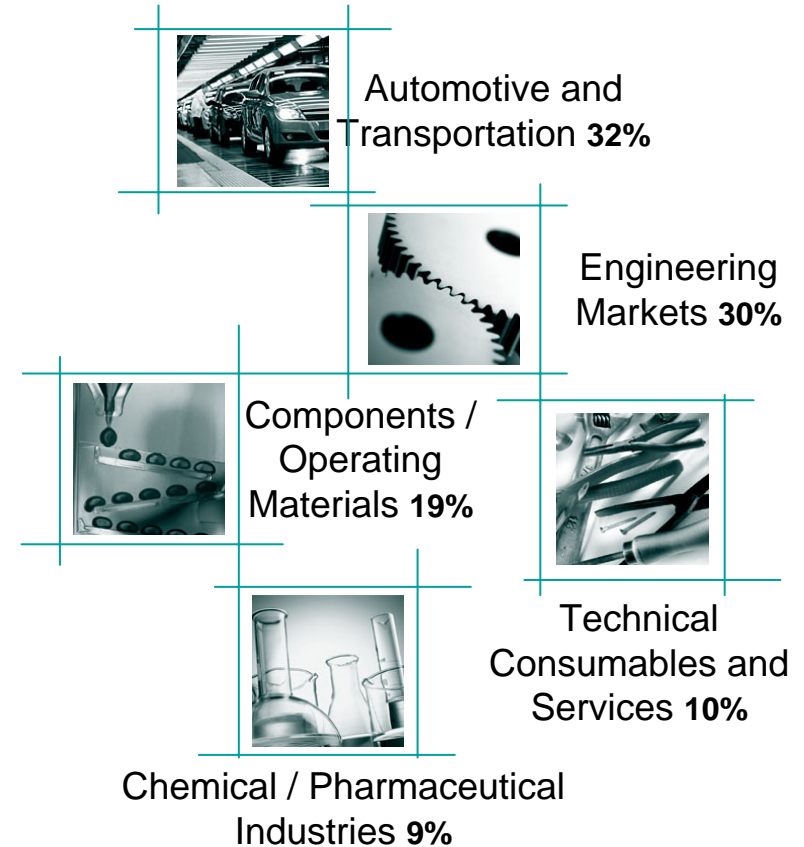 Automotive and
Transportation 32%
Engineering
Markets 30%
Components /
Operating
Materials 19%
Technical
Consumables and
Services 10%
Chemical / Pharmaceutical
Industries 9%